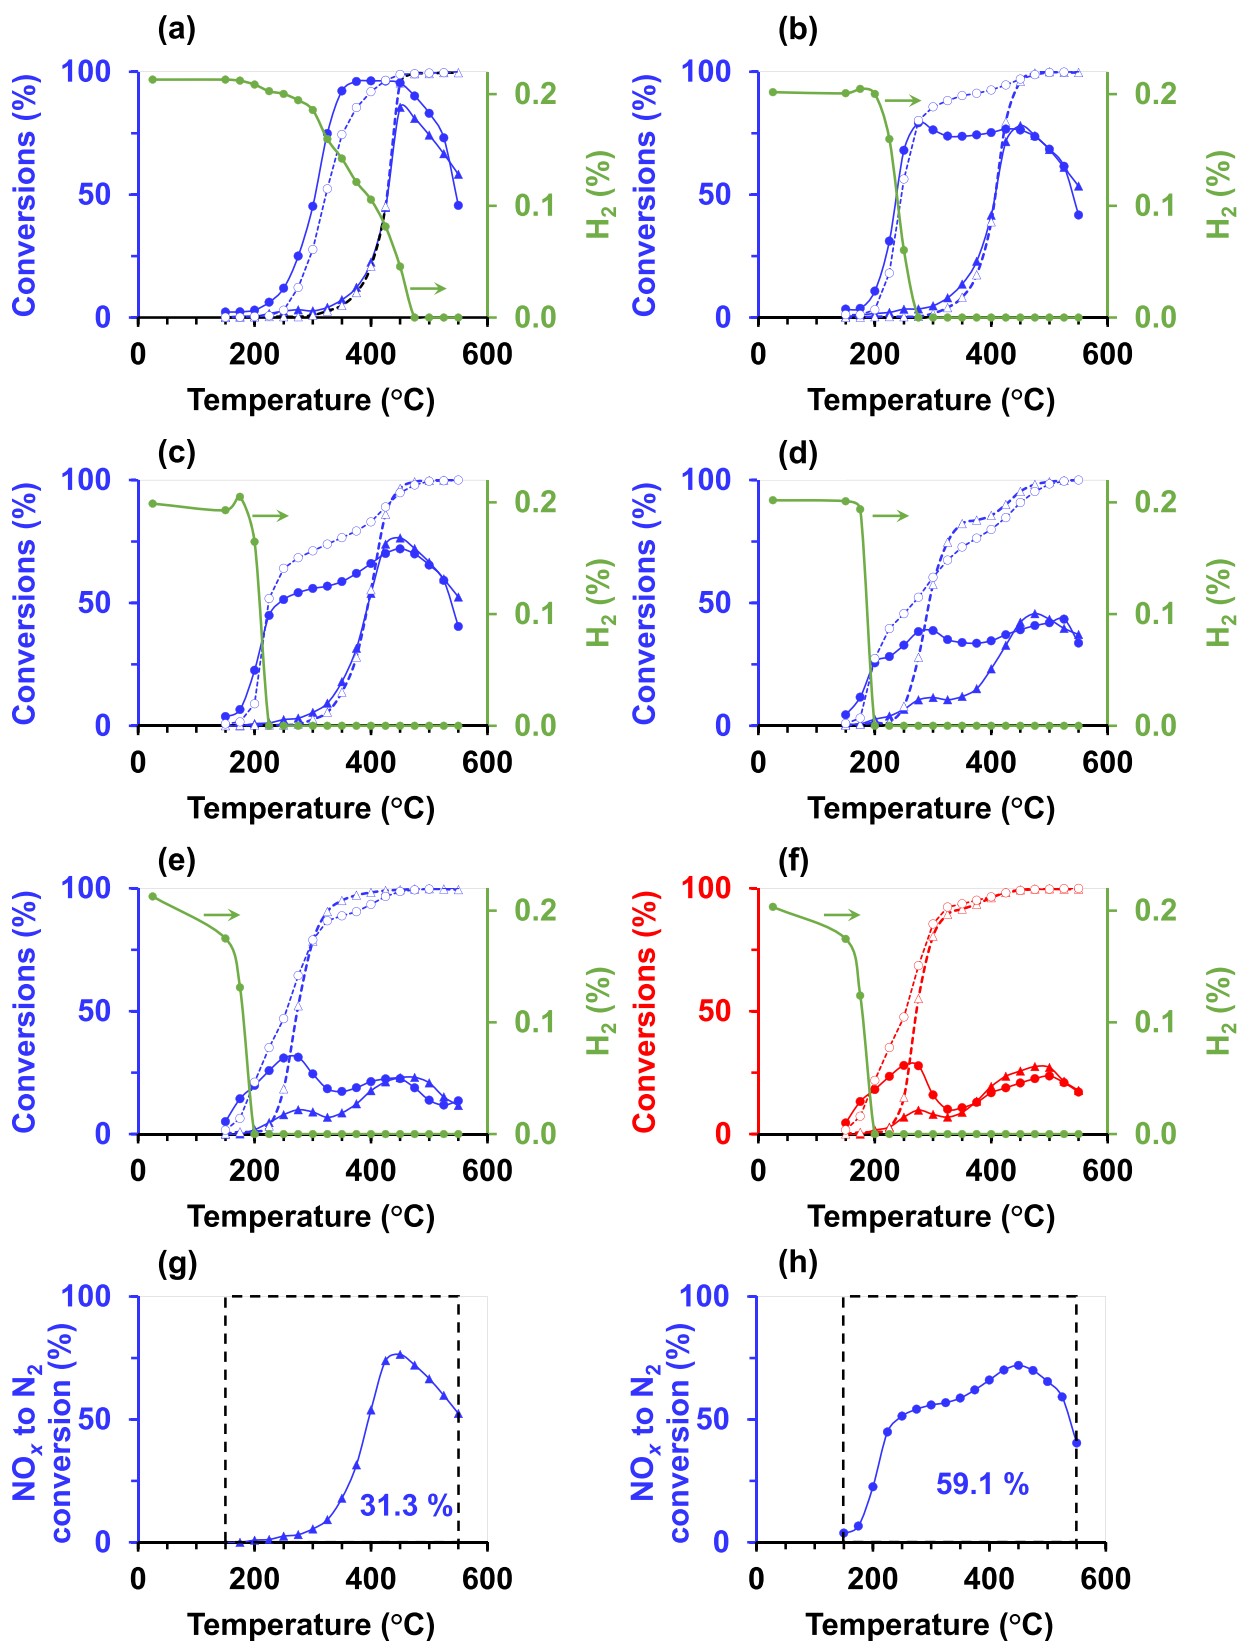 (a)
(b)
100
0.2
100
0.2
Conversions (%)
H2 (%)
Conversions (%)
H2 (%)
50
0.1
50
0.1
0
0.0
0
0.0
0 200 400 600
0 200 400 600
Temperature (°C)
Temperature (°C)
(c)
(d)
100
0.2
100
0.2
Conversions (%)
H2 (%)
Conversions (%)
H2 (%)
50
0.1
50
0.1
0
0.0
0
0.0
0 200 400 600
0 200 400 600
Temperature (°C)
Temperature (°C)
(e)
(f)
100
0.2
100
0.2
Conversions (%)
H2 (%)
Conversions (%)
H2 (%)
50
0.1
50
0.1
0
0.0
0
0.0
0 200 400 600
0 200 400 600
Temperature (°C)
Temperature (°C)
(g)
(h)
100
100
NOx to N2
conversion (%)
NOx to N2
conversion (%)
50
50
31.3 %
59.1 %
0
0
0 200 400 600
0 200 400 600
Temperature (°C)
Temperature (°C)